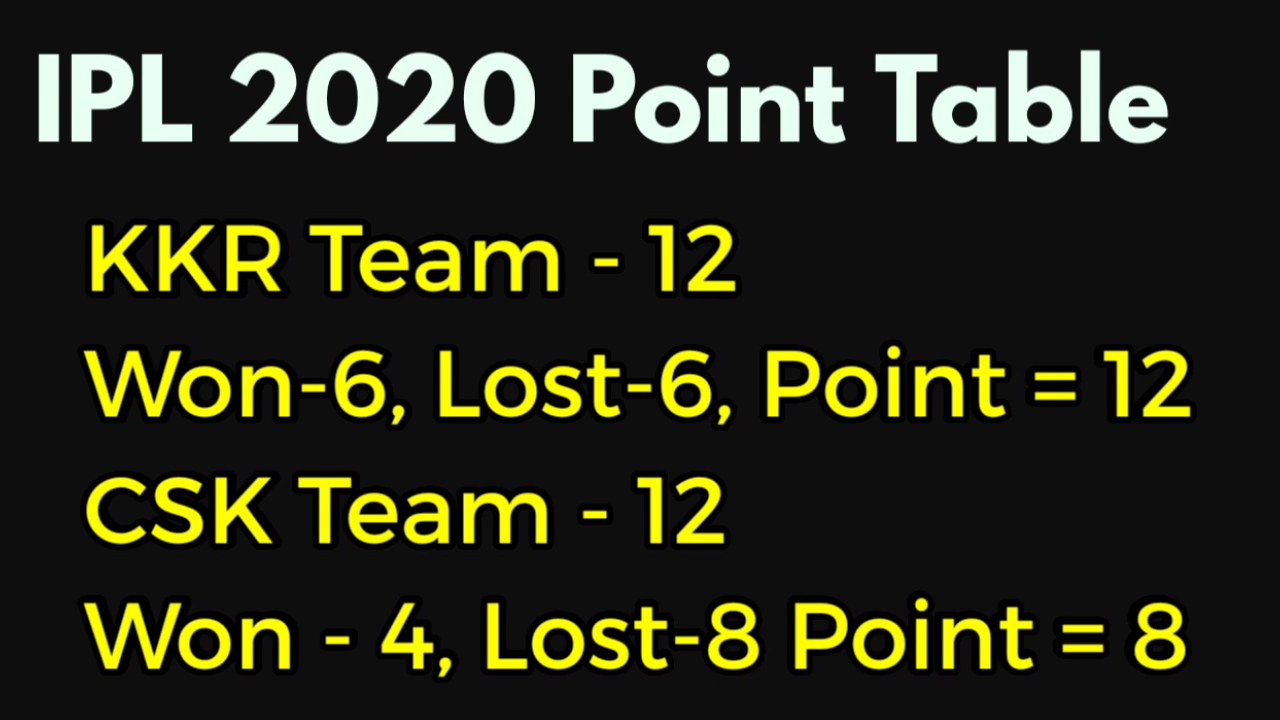 IPL 2020 Point Table
KKR Team - 12
Won-6, Lost-6, Point = 12
CSK Team - 12
Won - 4, Lost-8 Point = 8